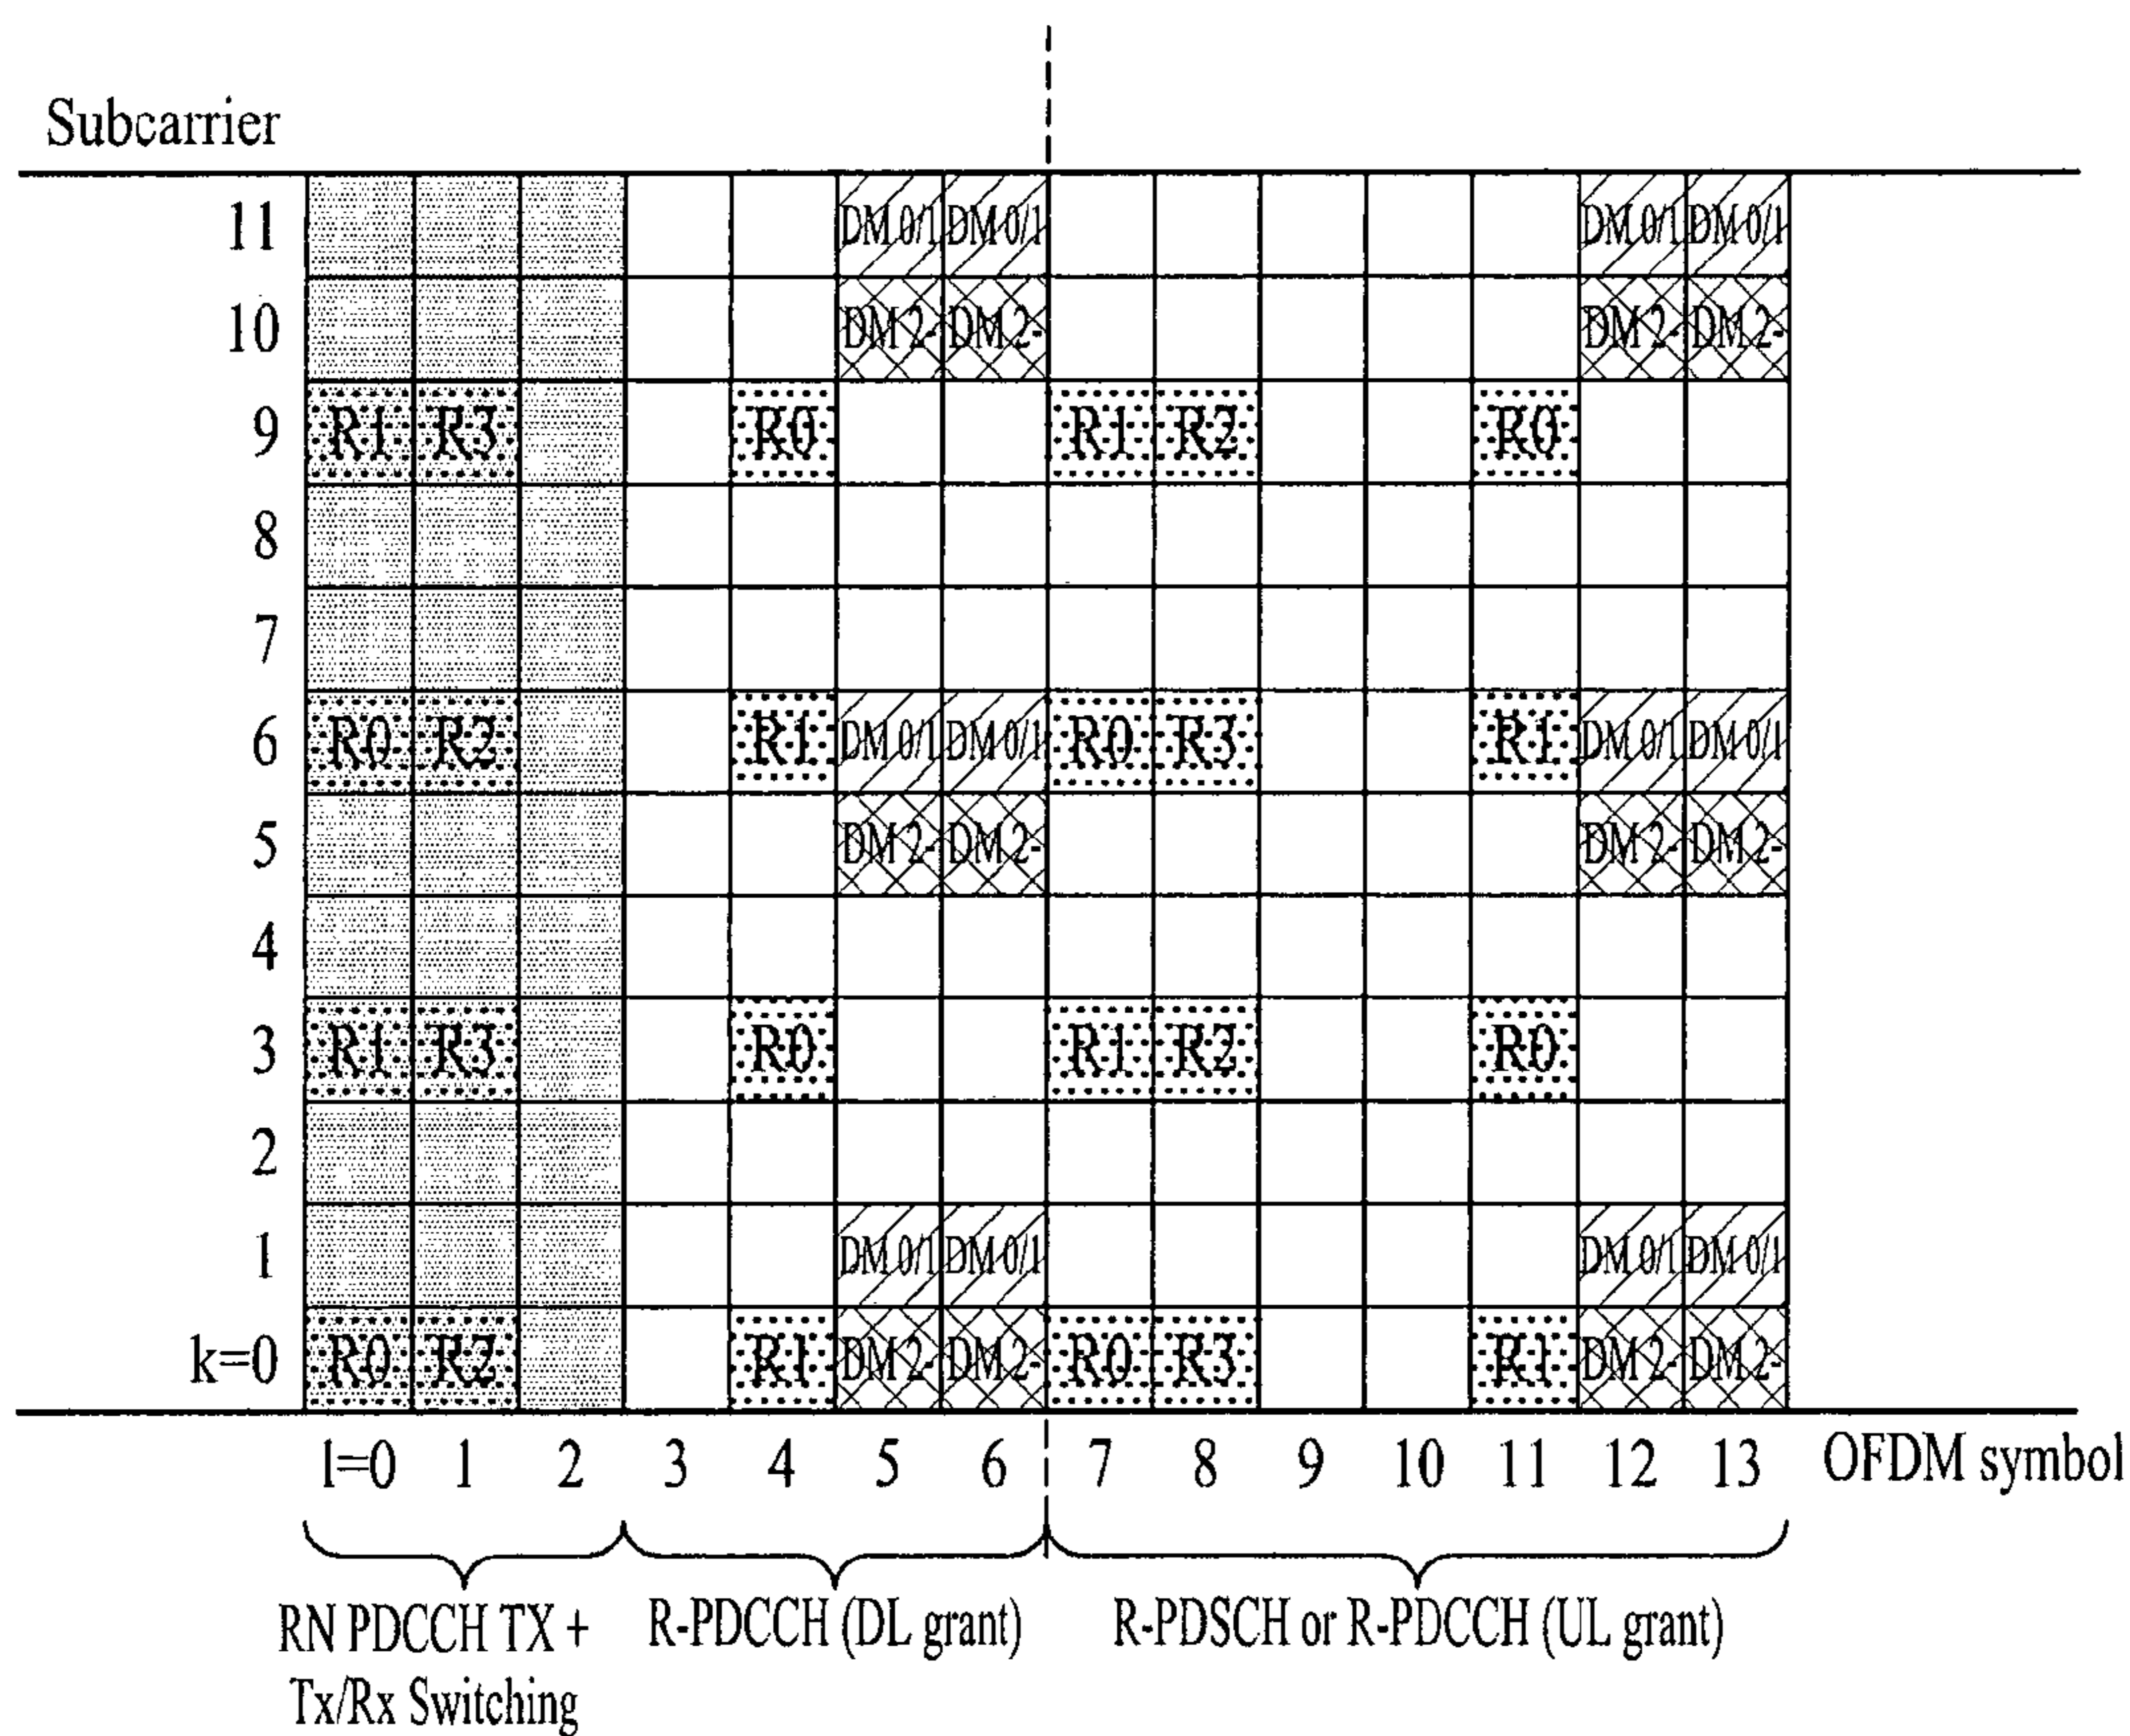 Subcarrier
11 DM 0/1 DM 0/1 DM 0/1 DM 0/1
10 DM 2- DM 2- DM 2- DM 2-
9 R1 R3 R0 R1 R2 R0
8
7
6 R0 R2 R1 DM 0/1 DM 0/1 R0 R3 R1 DM 0/1 DM 0/1
5 DM 2- DM 2- DM 2- DM 2-
4
3 R1 R3 R0 R1 R2 R0
2
1 DM 0/1 DM 0/1 DM 0/1 DM 0/1
k=0 R0 R2 R1 DM 2- DM 2- R0 R3 R1 DM 2- DM 2-
l=0 1 2 3 4 5 6 7 8 9 10 11 12 13 OFDM symbol
RN PDCCH TX + R-PDCCH (DL grant) R-PDSCH or R-PDCCH (UL grant)
Tx/Rx Switching